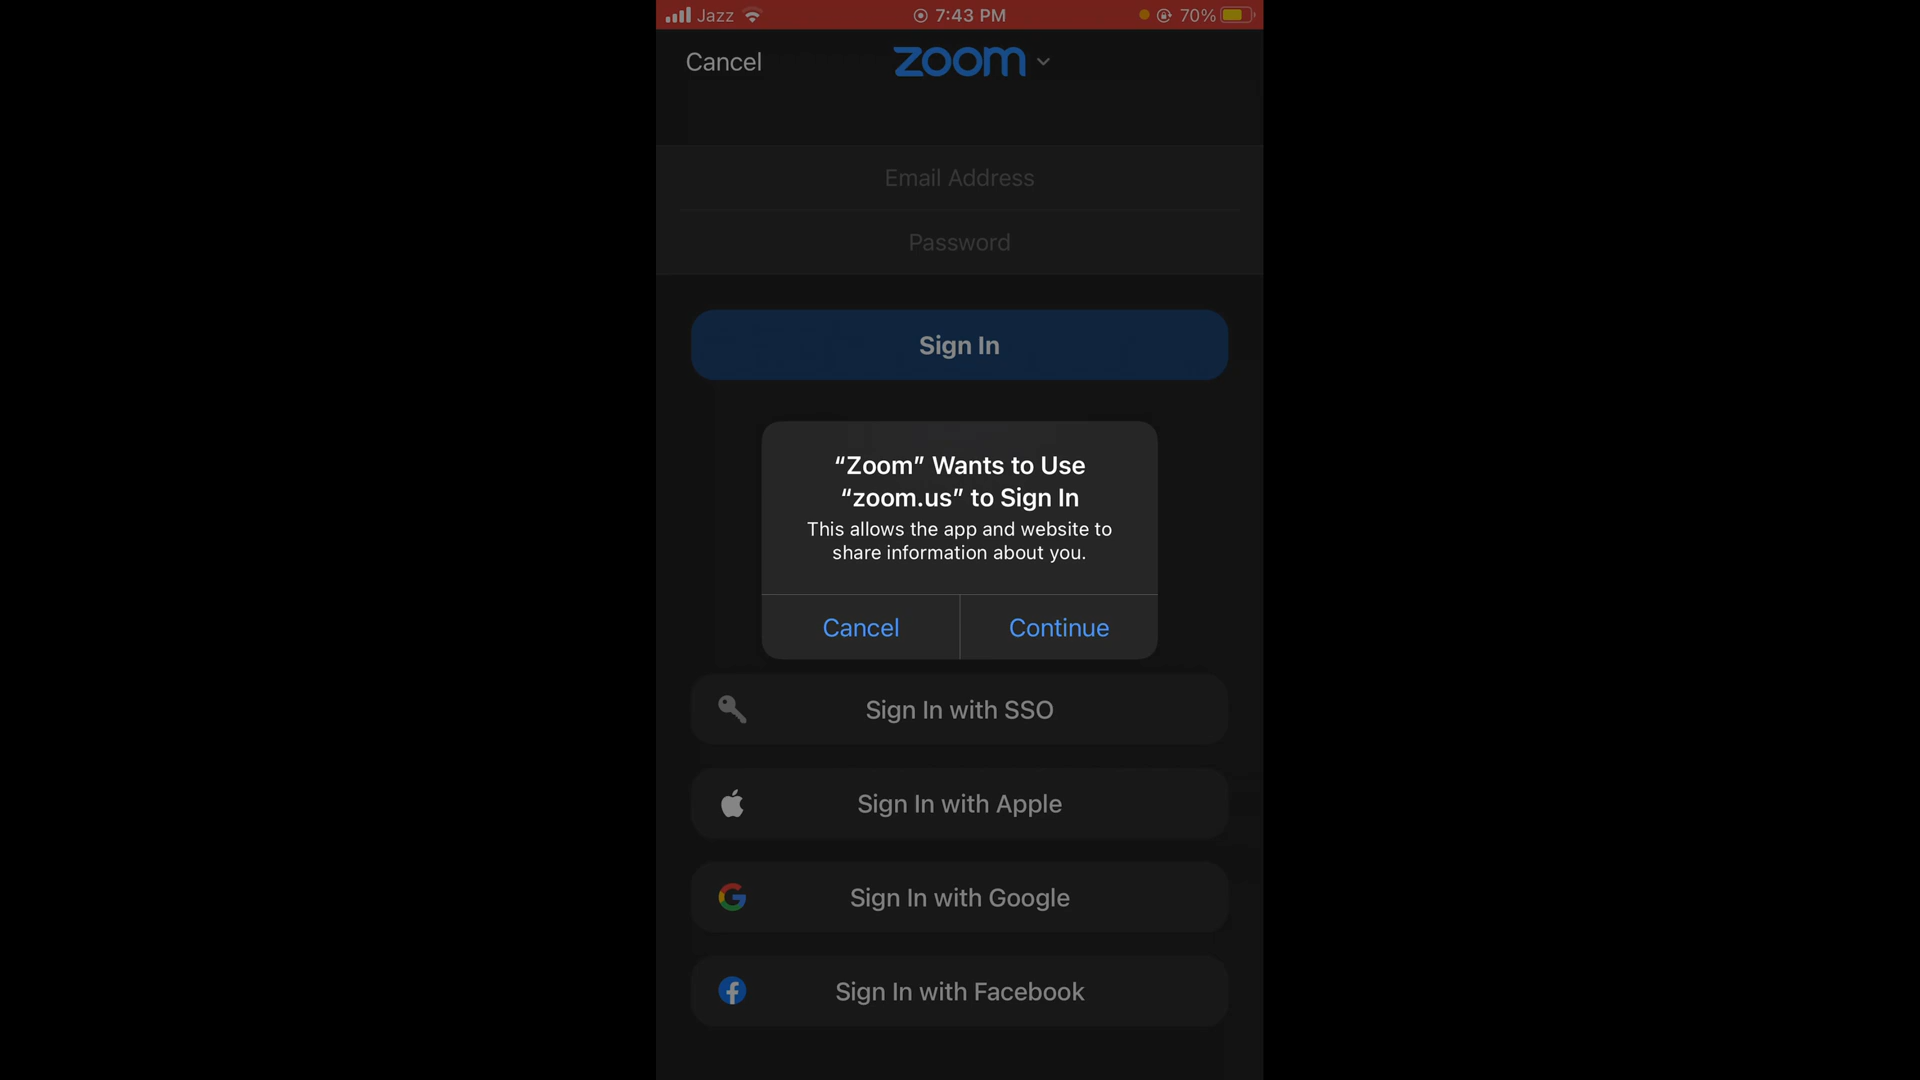 Jazz 7:43 PM 70%
Cancel zoom
Email Address
Password
Sign In
“Zoom” Wants to Use
“zoom.us” to Sign In
This allows the app and website to
share information about you.
Cancel Continue
Sign In with SSO
Sign In with Apple
Sign In with Google
Sign In with Facebook